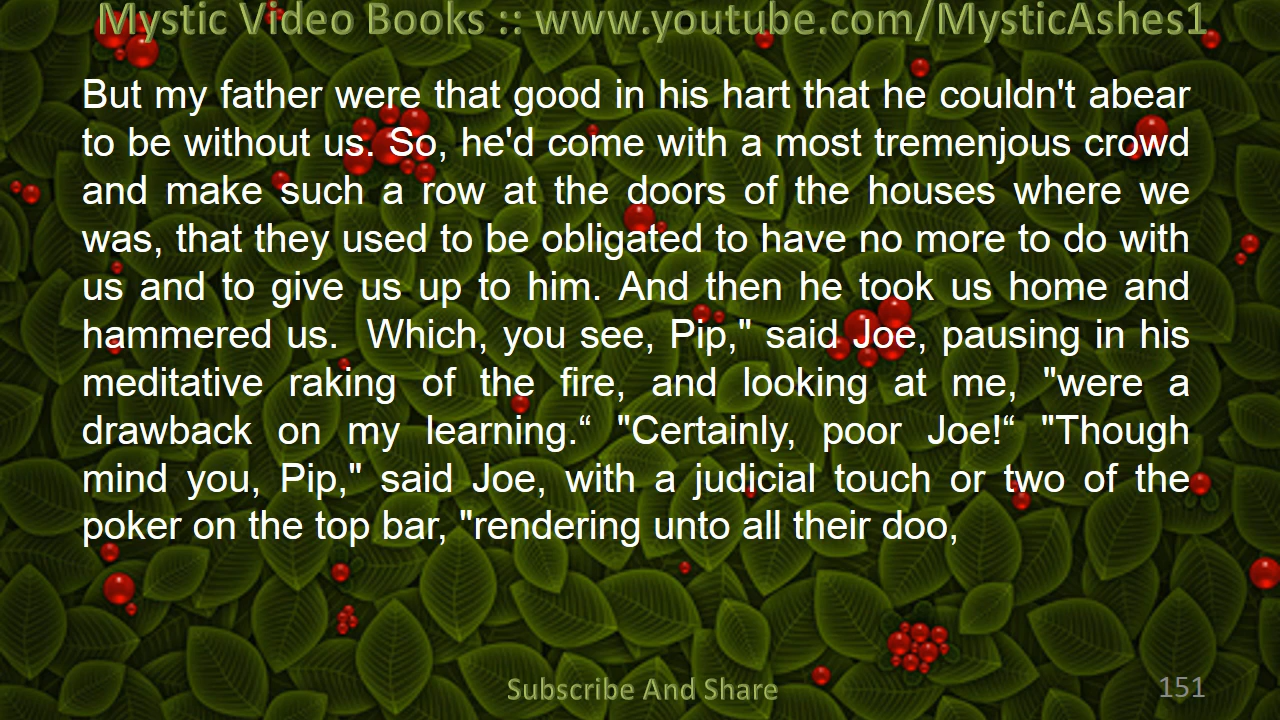 Mystic Video Books :: www.youtube.com/MysticAshes1
But my father were that good in his hart that he couldn't abear
to be without us. So, he'd come with a most tremenjous crowd
and make such a row at the doors of the houses where we
was, that they used to be obligated to have no more to do with
us and to give us up to him. And then he took us home and
hammered us.  Which, you see, Pip," said Joe, pausing in his
meditative raking of the fire, and looking at me, "were a
drawback on my learning.“ "Certainly, poor Joe!“ "Though
mind you, Pip," said Joe, with a judicial touch or two of the
poker on the top bar, "rendering unto all their doo,
Subscribe And Share
151